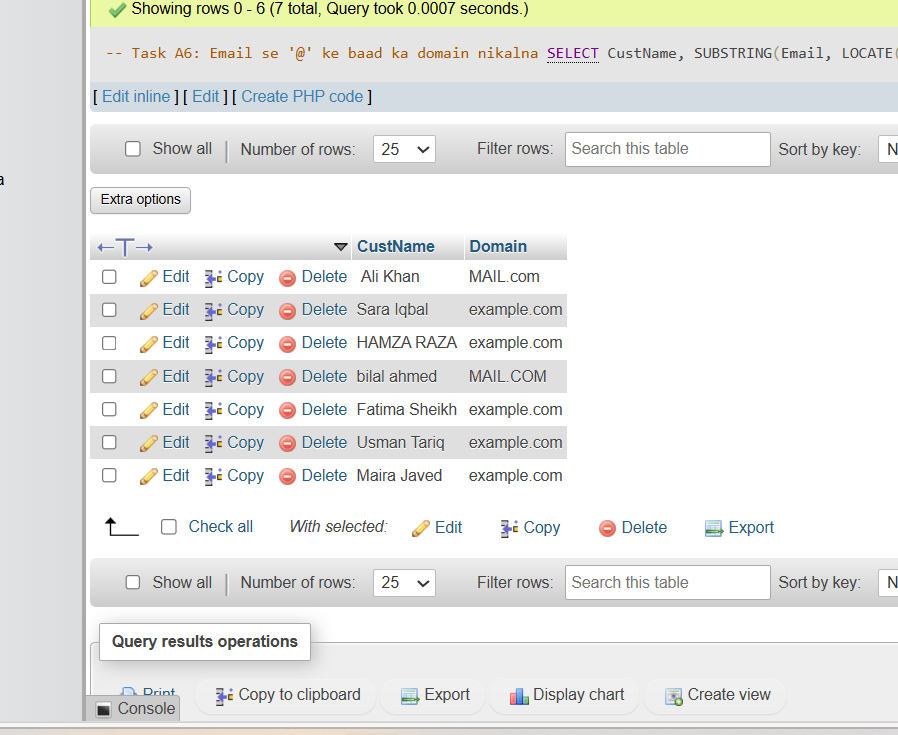 Showing rows 0 - 6 (7 total, Query took 0.0007 seconds.)
-- Task A6: Email se '@' ke baad ka domain nikalna SELECT CustName, SUBSTRING(Email, LOCATE(
[ Edit inline ] [ Edit ] [ Create PHP code ]
Show all | Number of rows: 25 Filter rows: Search this table Sort by key: N
a
Extra options
←T→ CustName Domain
Edit Copy Delete Ali Khan MAIL.com
Edit Copy Delete Sara Iqbal example.com
Edit Copy Delete HAMZA RAZA example.com
Edit Copy Delete bilal ahmed MAIL.COM
Edit Copy Delete Fatima Sheikh example.com
Edit Copy Delete Usman Tariq example.com
Edit Copy Delete Maira Javed example.com
Check all With selected: Edit Copy Delete Export
Show all | Number of rows: 25 Filter rows: Search this table Sort by key: N
Query results operations
Print Copy to clipboard Export Display chart Create view
Console